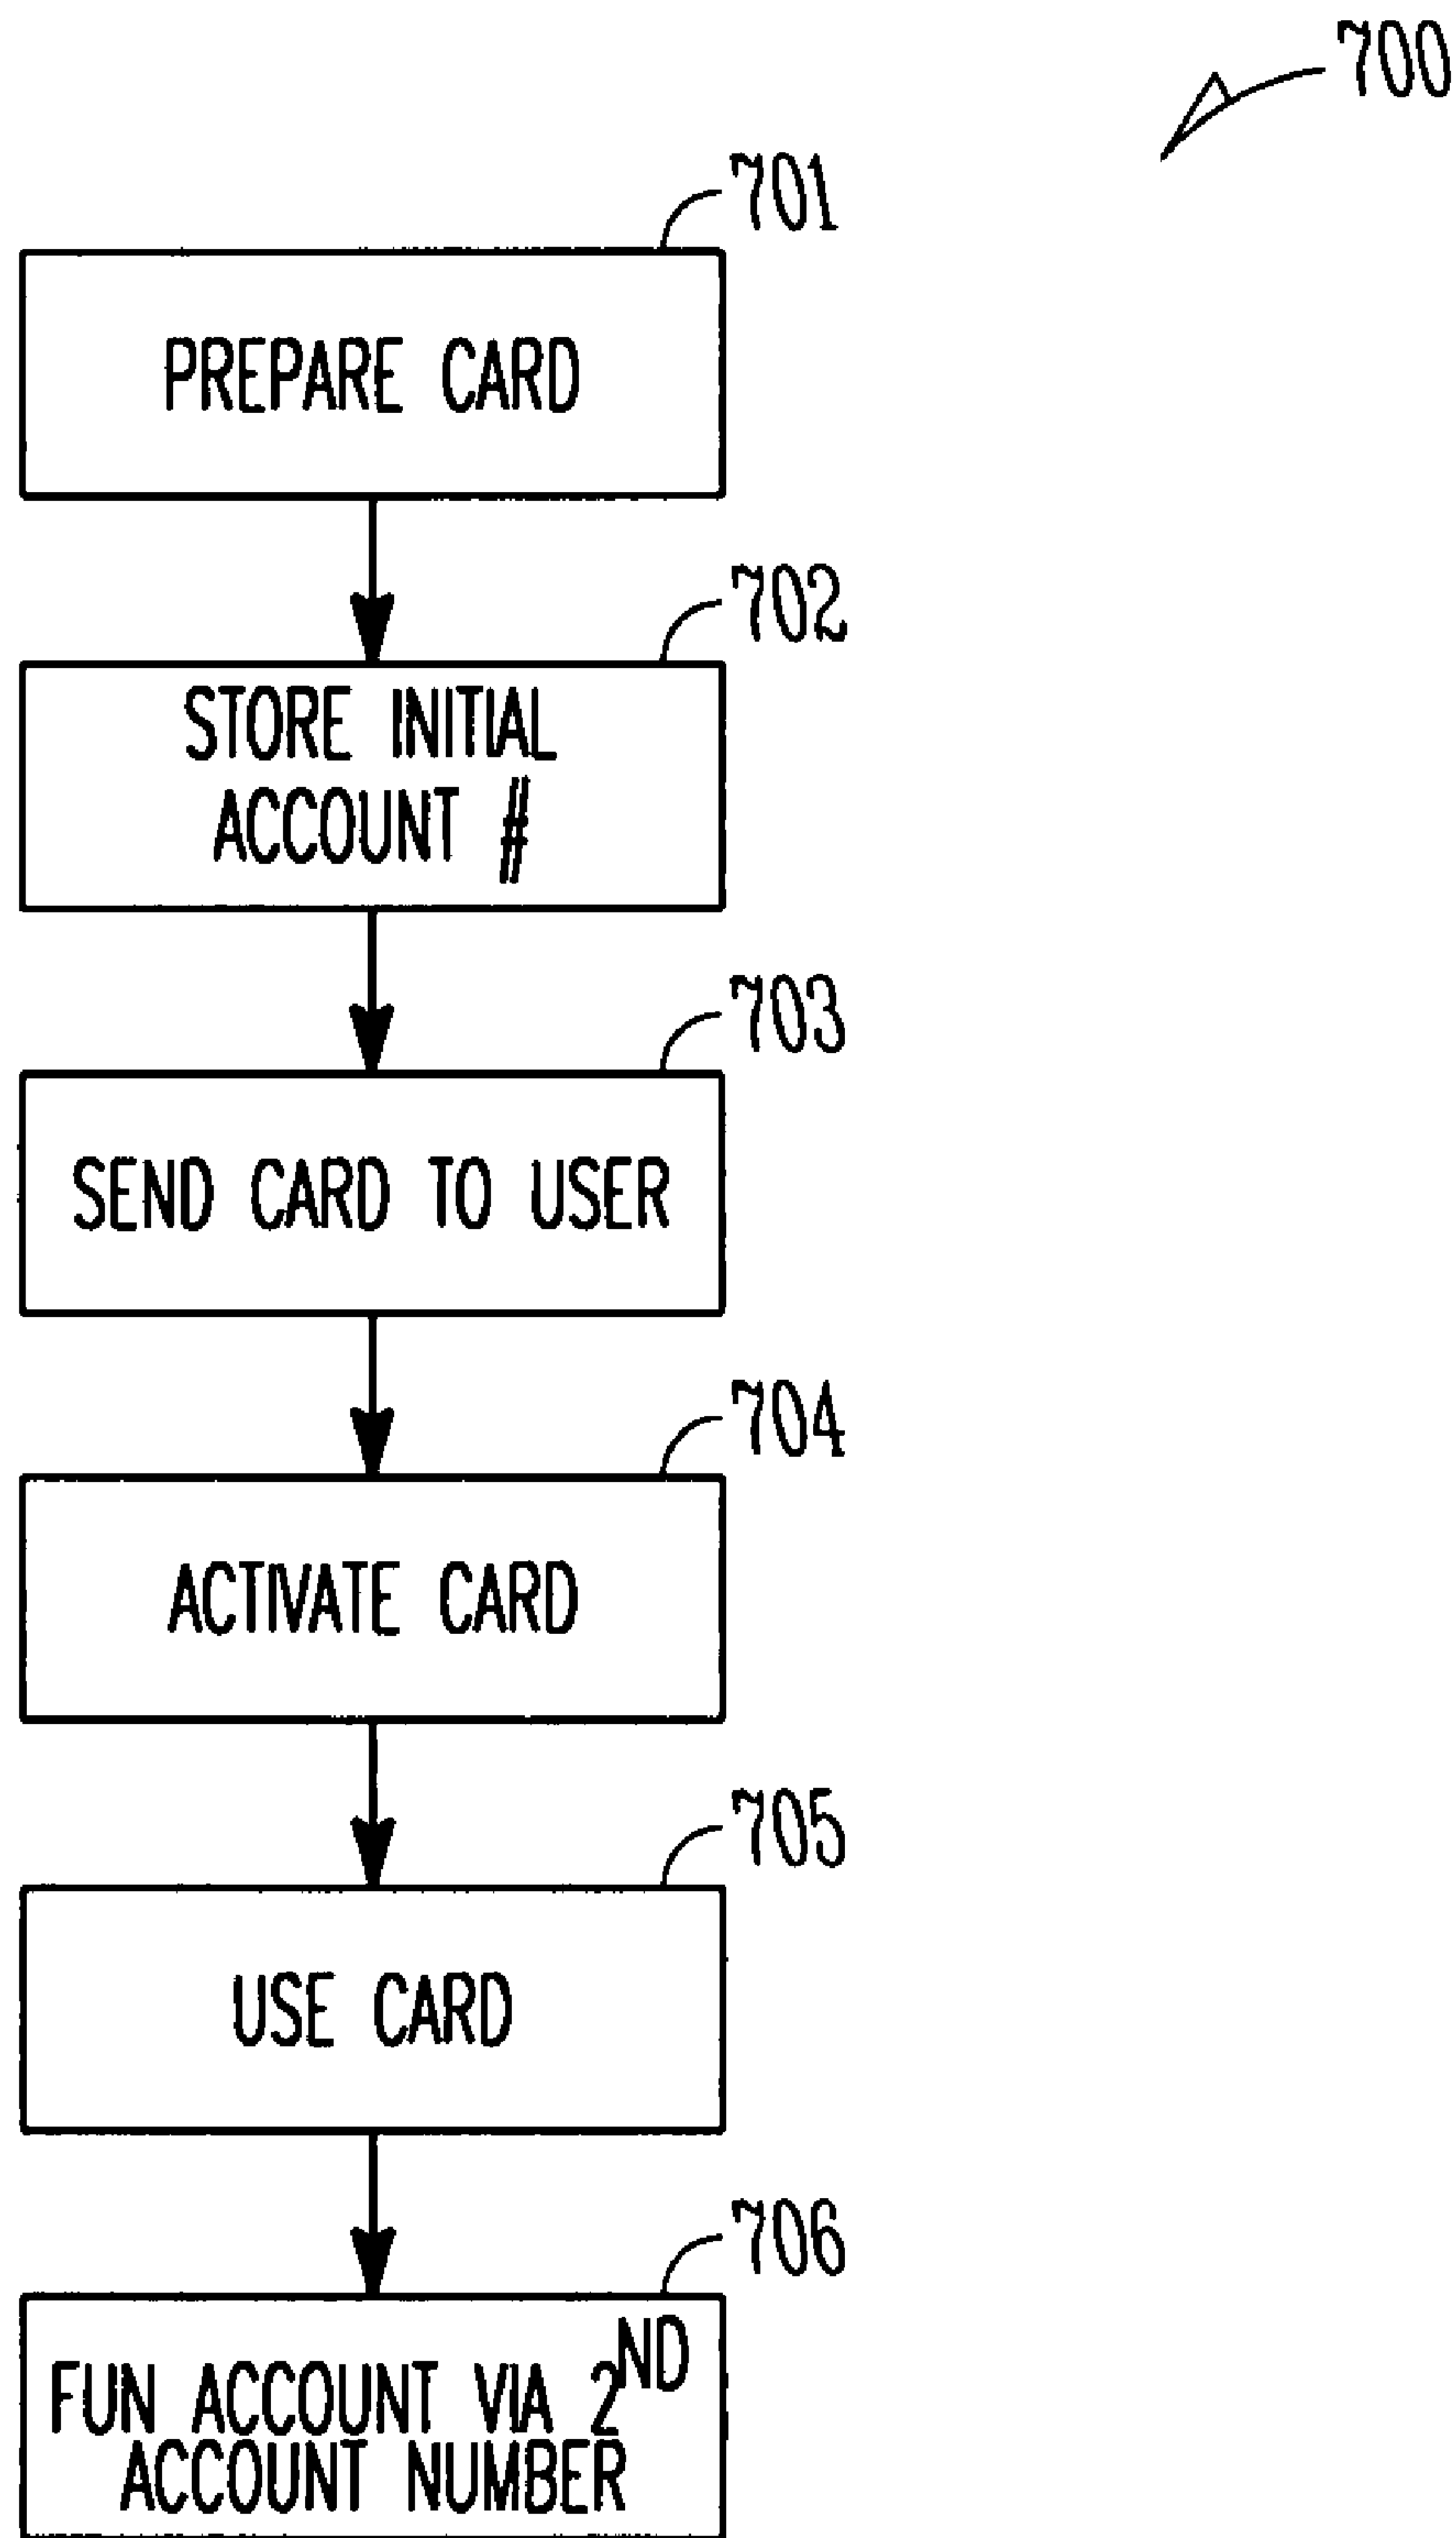 700
701
PREPARE CARD
702
STORE INITIAL
ACCOUNT #
703
SEND CARD TO USER
704
ACTIVATE CARD
705
USE CARD
706
FUN ACCOUNT VIA 2ND
ACCOUNT NUMBER